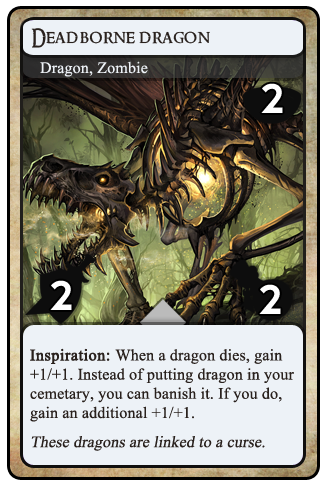 Deadborne dragon
Dragon, Zombie
2
2
2
Inspiration: When a dragon dies, gain
+1/+1. Instead of putting dragon in your
cemetary, you can banish it. If you do,
gain an additional +1/+1.
These dragons are linked to a curse.